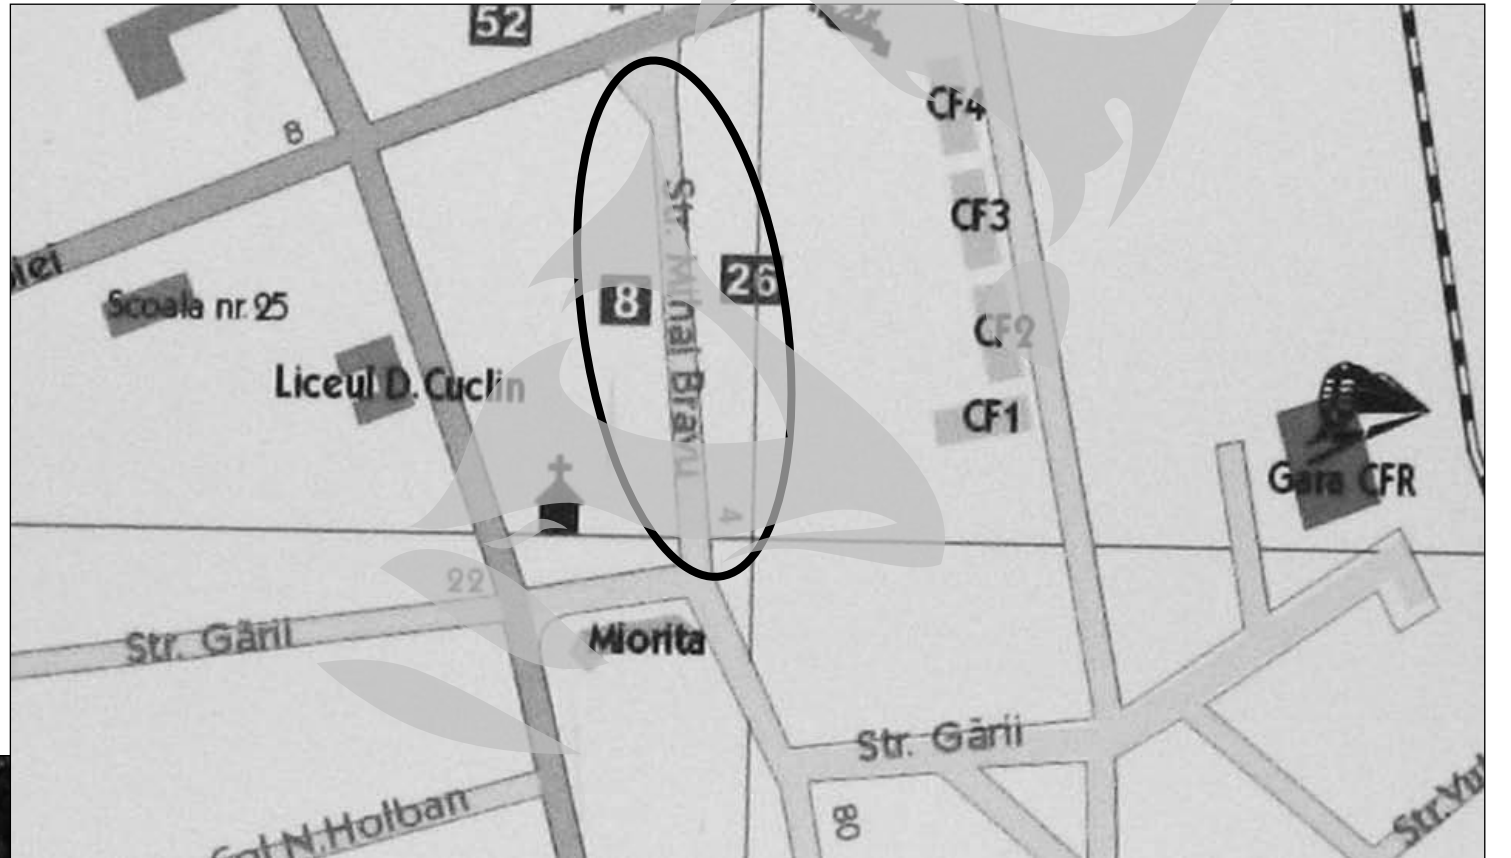 52
8
CF4
Str. Mihai Bravu
CF3
Scoala nr. 25
8
26
CF2
Liceul D. Cuclin
CF1
Gara CFR
4
22
Str. Gării
Miorita
Str. Gării
80
N. Holban